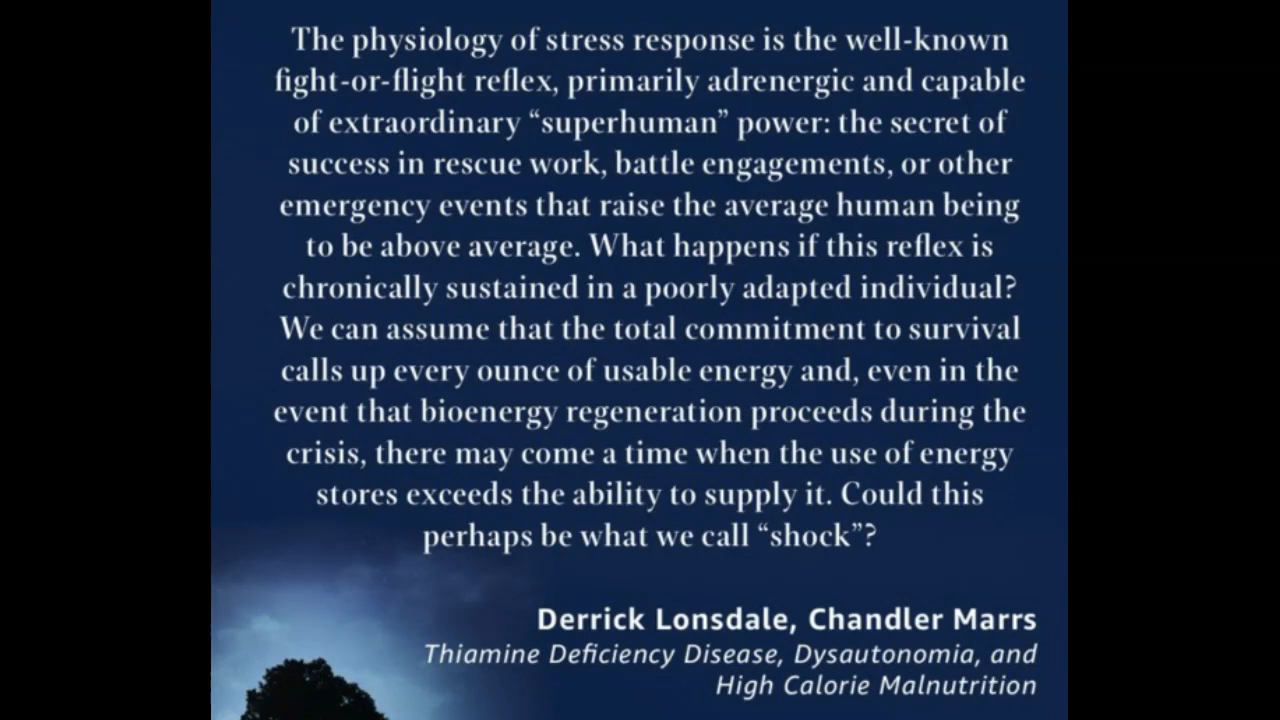 The physiology of stress response is the well-known
fight-or-flight reflex, primarily adrenergic and capable
of extraordinary “superhuman” power: the secret of
success in rescue work, battle engagements, or other
emergency events that raise the average human being
to be above average. What happens if this reflex is
chronically sustained in a poorly adapted individual?
We can assume that the total commitment to survival
calls up every ounce of usable energy and, even in the
event that bioenergy regeneration proceeds during the
crisis, there may come a time when the use of energy
stores exceeds the ability to supply it. Could this
perhaps be what we call “shock”?
Derrick Lonsdale, Chandler Marrs
Thiamine Deficiency Disease, Dysautonomia, and
High Calorie Malnutrition